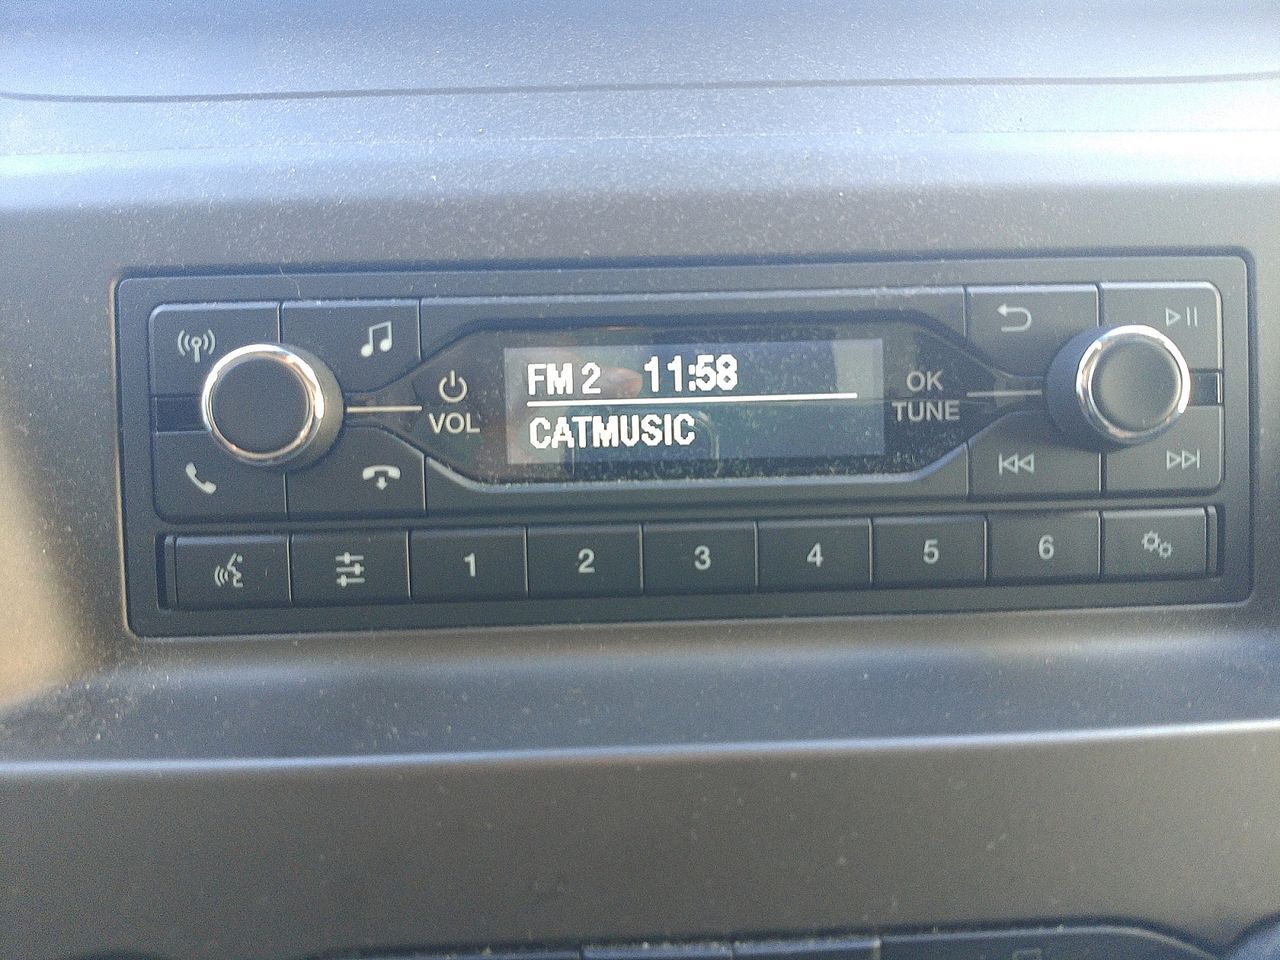 FM 2 11:58
CATMUSIC
VOL
OK
TUNE
1 2 3 4 5 6